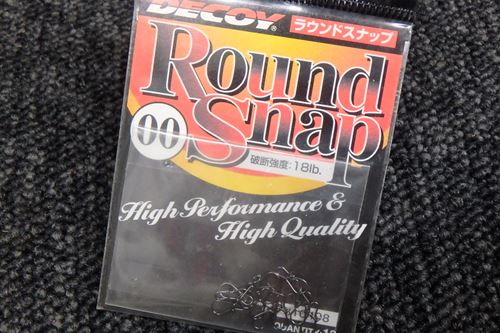 DECOY®
ラウンドスナップ
Round
00
Snap
破断強度:18lb.
High Performance &
High Quality